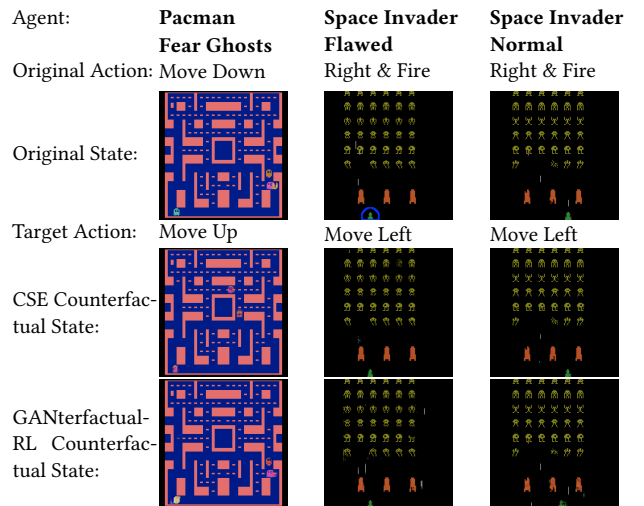 Agent: Pacman Space Invader Space Invader
Fear Ghosts Flawed Normal
Original Action: Move Down Right & Fire Right & Fire
Original State:
Target Action: Move Up Move Left Move Left
CSE Counterfac-
tual State:
GANterfactual-
RL Counterfac-
tual State: